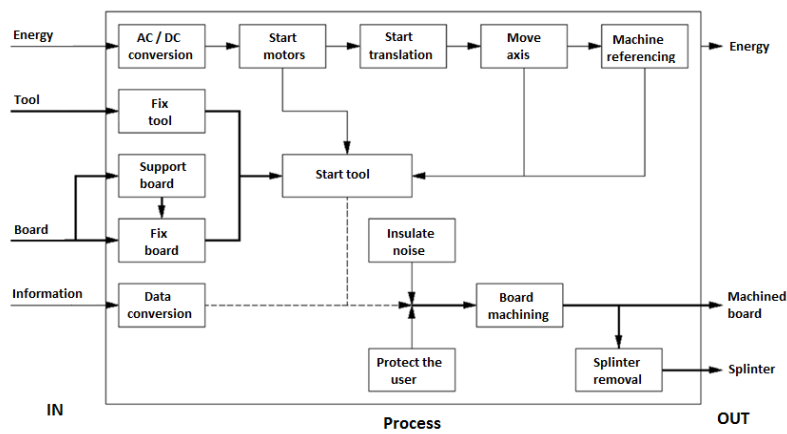 Energy
AC / DC
conversion
Start
motors
Start
translation
Move
axis
Machine
referencing
Energy
Tool
Fix
tool
Support
board
Start tool
Board
Fix
board
Insulate
noise
Information
Data
conversion
Board
machining
Machined
board
Protect the
user
Splinter
removal
Splinter
IN
Process
OUT